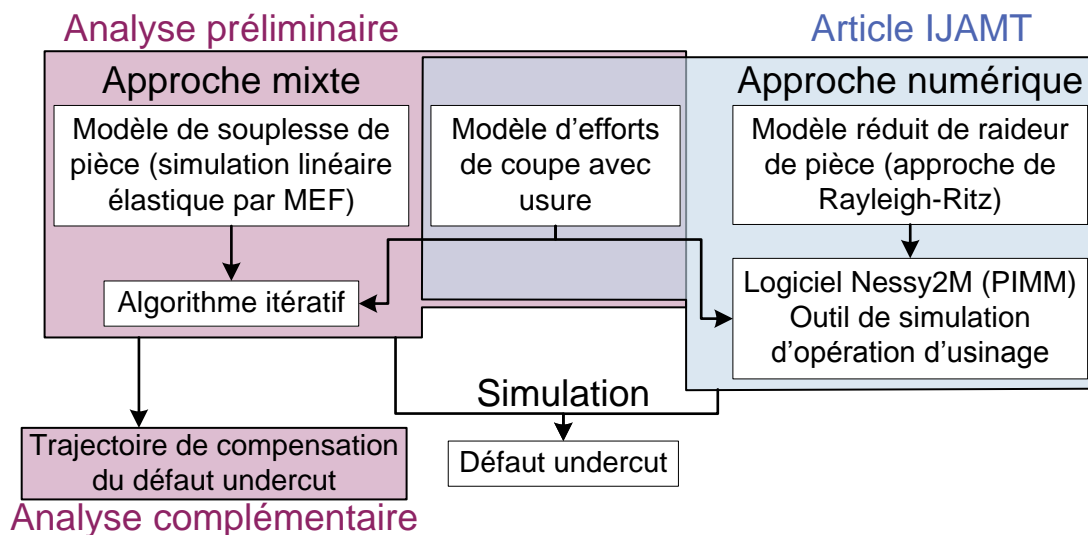 Analyse préliminaire
Article IJAMT
Approche mixte
Approche numérique
Modèle de souplesse de
pièce (simulation linéaire
élastique par MEF)
Modèle d'efforts
de coupe avec
usure
Modèle réduit de raideur
de pièce (approche de
Rayleigh-Ritz)
Algorithme itératif
Logiciel Nessy2M (PIMM)
Outil de simulation
d'opération d'usinage
Simulation
Trajectoire de compensation
du défaut undercut
Défaut undercut
Analyse complémentaire